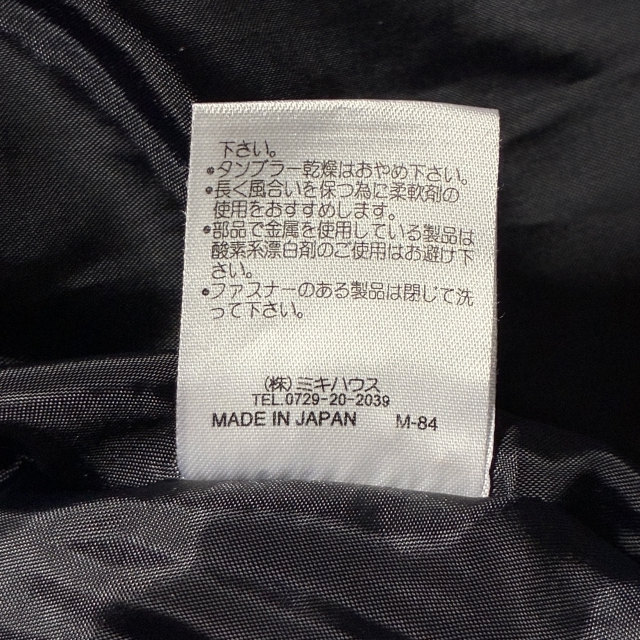 下さい。
•タンブラー乾燥はおやめ下さい。
•長く風合いを保つ為に柔軟剤の
使用をおすすめします。
•部品で金属を使用している製品は
酸素系漂白剤のご使用はお避け下
さい。
•ファスナーのある製品は閉じて洗
って下さい。
(株)ミキハウス
TEL.0729-20-2039
MADE IN JAPAN M-84